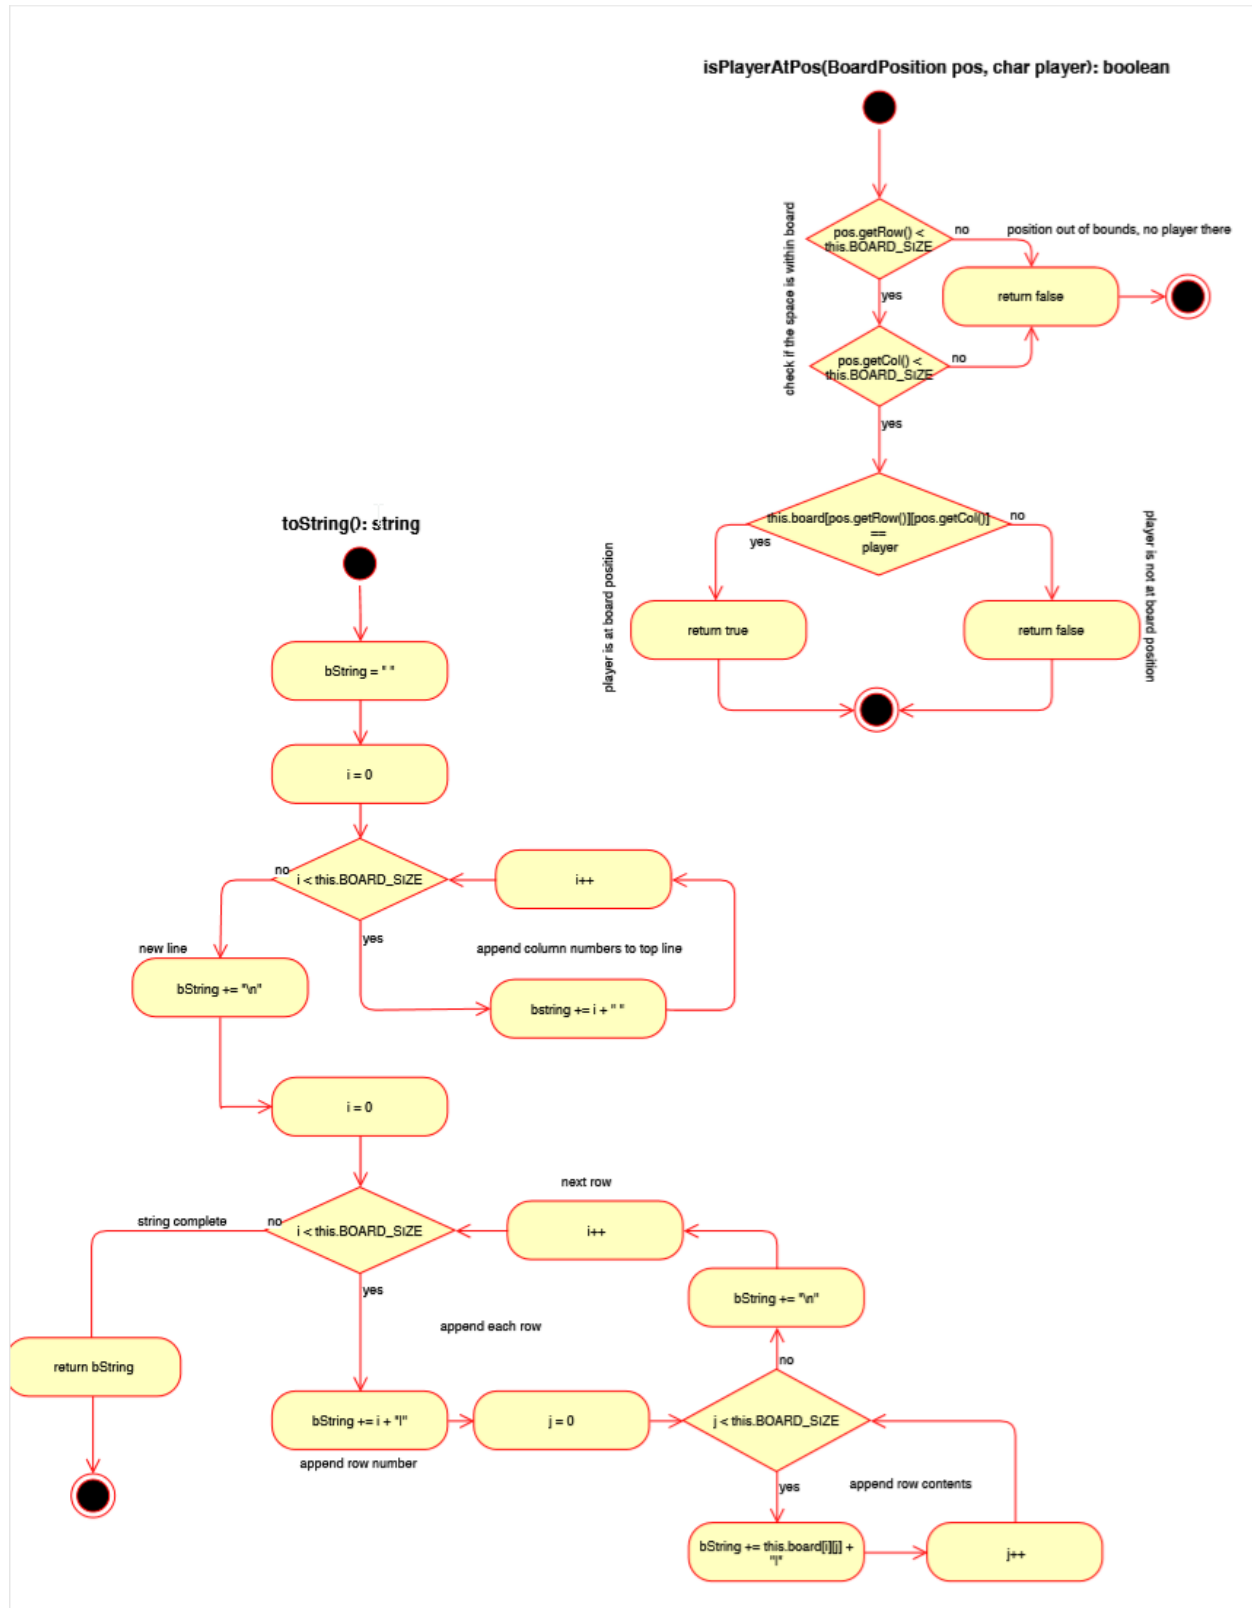 isPlayerAtPos(BoardPosition pos, char player): boolean
check if the space is within board
pos.getRow() <
this.BOARD_SIZE
no
position out of bounds, no player there
return false
yes
pos.getCol() <
this.BOARD_SIZE
no
yes
this.board[pos.getRow()][pos.getCol()]
==
player
yes
no
player is at board position
return true
return false
player is not at board position
toString(): string
bString = " "
i = 0
i < this.BOARD_SIZE
no
yes
i++
append column numbers to top line
bstring += i + " "
new line
bString += "\n"
i = 0
i < this.BOARD_SIZE
no
string complete
return bString
yes
next row
i++
bString += "\n"
append each row
bString += i + "|"
append row number
j = 0
j < this.BOARD_SIZE
no
yes
append row contents
bString += this.board[i][j] +
"|"
j++